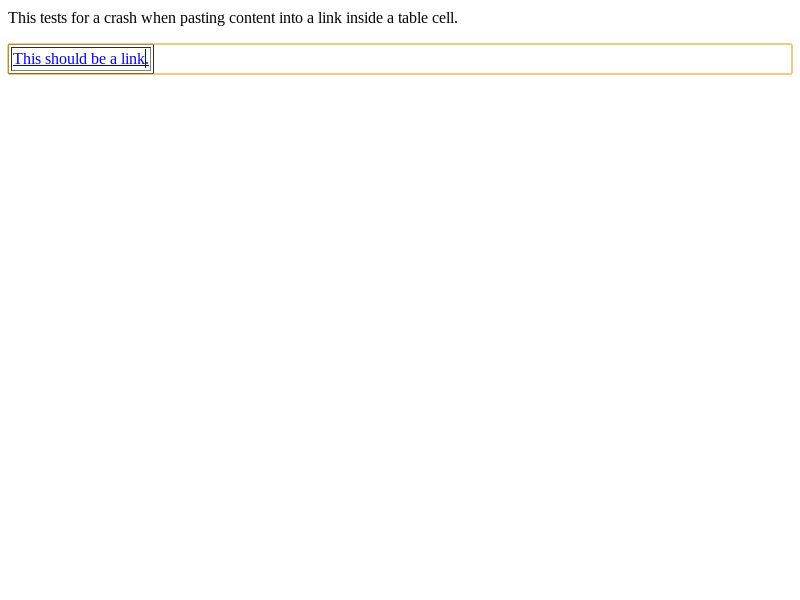 This tests for a crash when pasting content into a link inside a table cell.
This should be a link.